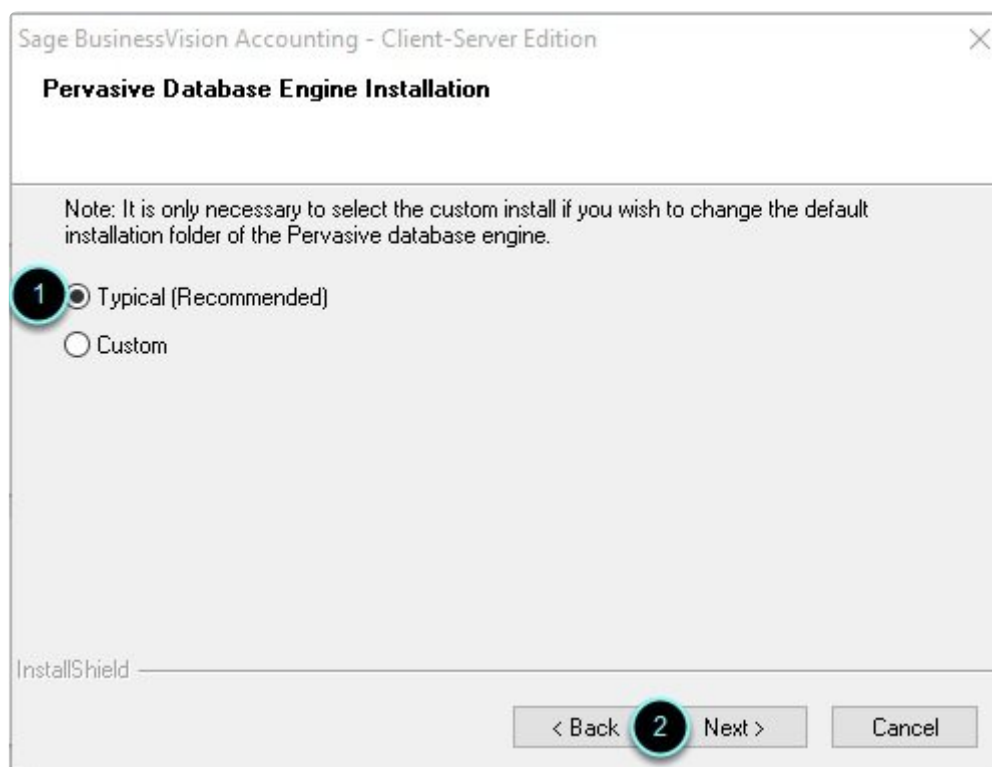 Sage BusinessVision Accounting - Client-Server Edition
Pervasive Database Engine Installation
Note: It is only necessary to select the custom install if you wish to change the default
installation folder of the Pervasive database engine.
1 Typical (Recommended)
Custom
InstallShield
< Back 2 Next > Cancel